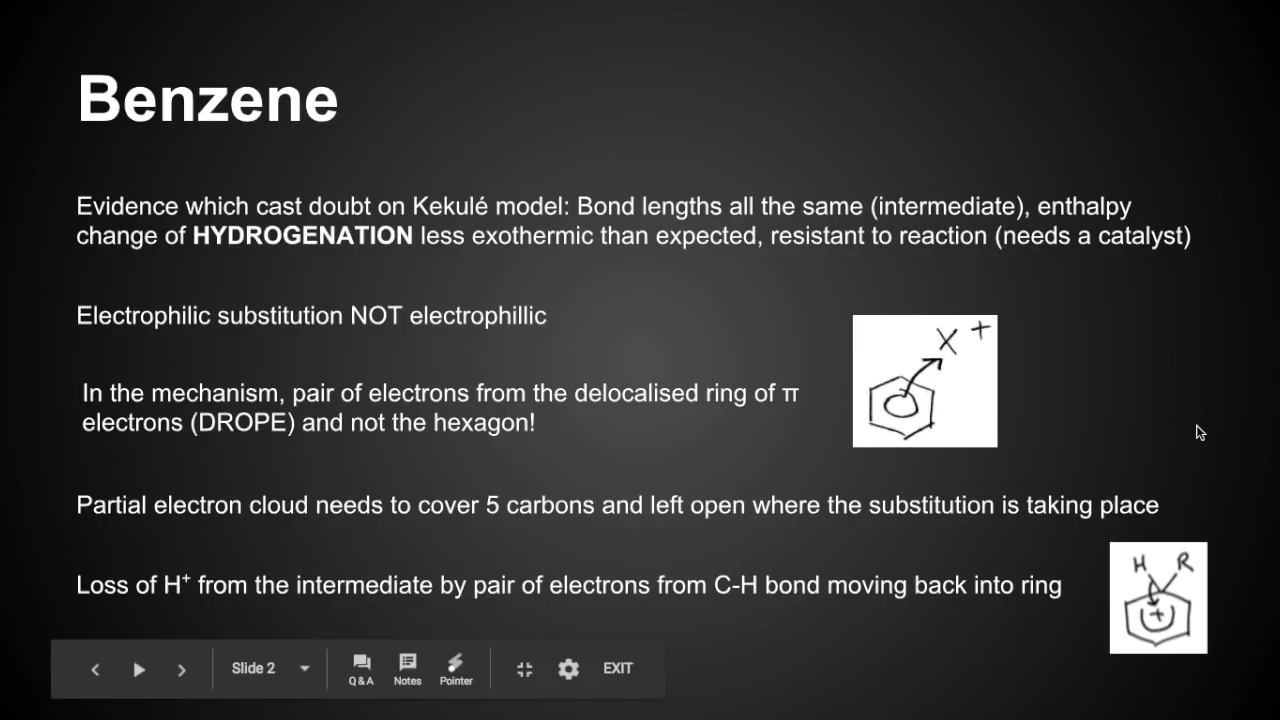 Benzene
Evidence which cast doubt on Kekulé model: Bond lengths all the same (intermediate), enthalpy
change of HYDROGENATION less exothermic than expected, resistant to reaction (needs a catalyst)
Electrophilic substitution NOT electrophillic
X +
In the mechanism, pair of electrons from the delocalised ring of π
electrons (DROPE) and not the hexagon!
Partial electron cloud needs to cover 5 carbons and left open where the substitution is taking place
H R
+
Loss of H⁺ from the intermediate by pair of electrons from C-H bond moving back into ring
Slide 2
Q & A Notes Pointer
EXIT